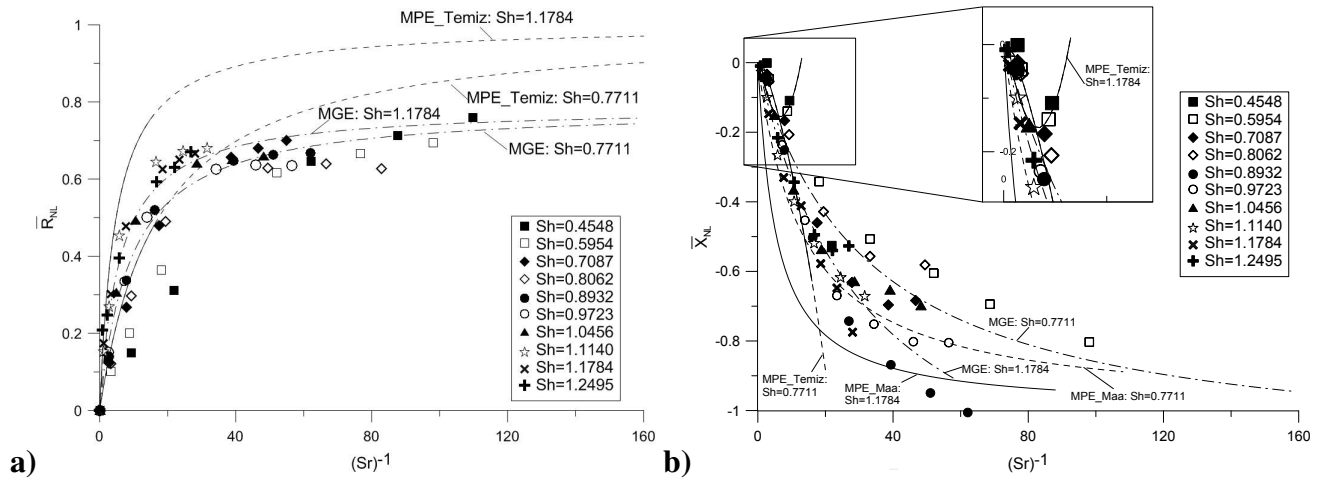 MPE_Temiz: Sh=1.1784
MPE_Temiz: Sh=0.7711
MGE: Sh=1.1784
MGE: Sh=0.7711
R̅NL
1
0.8
0.6
0.4
0.2
0
0
40
80
120
160
(Sr)-1
Sh=0.4548
Sh=0.5954
Sh=0.7087
Sh=0.8062
Sh=0.8932
Sh=0.9723
Sh=1.0456
Sh=1.1140
Sh=1.1784
Sh=1.2495
a)
MPE_Temiz:
Sh=1.1784
0
-0.2
0
X̅NL
0
-0.2
-0.4
-0.6
-0.8
-1
0
40
80
120
160
(Sr)-1
MPE_Temiz:
Sh=0.7711
MPE_Maa:
Sh=1.1784
MGE: Sh=1.1784
MGE: Sh=0.7711
MPE_Maa: Sh=0.7711
Sh=0.4548
Sh=0.5954
Sh=0.7087
Sh=0.8062
Sh=0.8932
Sh=0.9723
Sh=1.0456
Sh=1.1140
Sh=1.1784
Sh=1.2495
b)